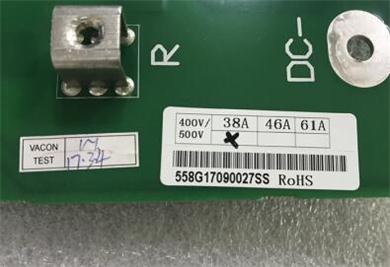 R
DC-
400V/ 38A 46A 61A
500V x
VACON
TEST
17.34
558G17090027SS RoHS